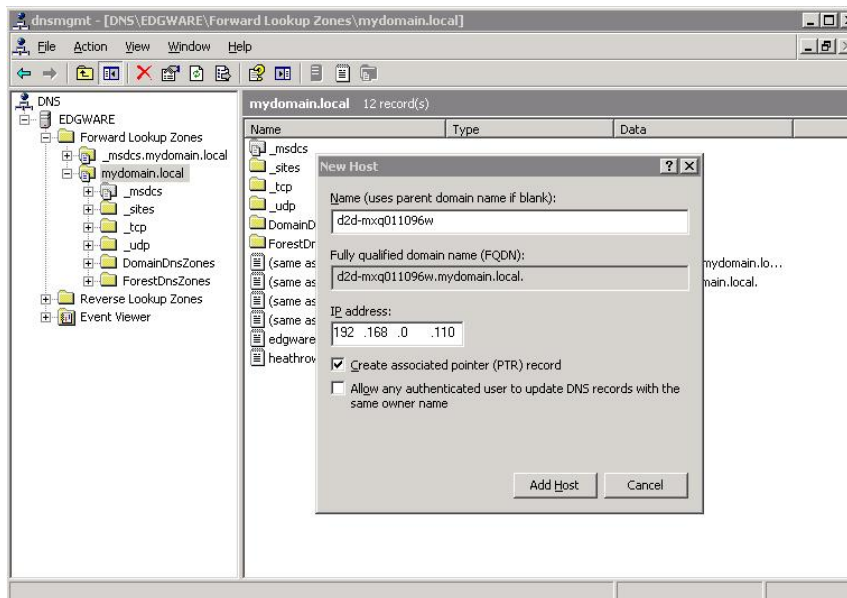 dnsmgmt - [DNS\EDGWARE\Forward Lookup Zones\mydomain.local]
File Action View Window Help
DNS
EDGWARE
Forward Lookup Zones
_msdcs.mydomain.local
mydomain.local
_msdcs
_sites
_tcp
_udp
DomainDnsZones
ForestDnsZones
Reverse Lookup Zones
Event Viewer
mydomain.local 12 record(s)
Name Type Data
_msdcs
_sites
_tcp
_udp
DomainD
ForestDn
(same as
(same as
(same as
(same as
edgware
heathrow
mydomain.lo...
main.local.
New Host
Name (uses parent domain name if blank):
d2d-mxq011096w
Fully qualified domain name (FQDN):
d2d-mxq011096w.mydomain.local.
IP address:
192 .168 .0 .110
Create associated pointer (PTR) record
Allow any authenticated user to update DNS records with the
same owner name
Add Host Cancel